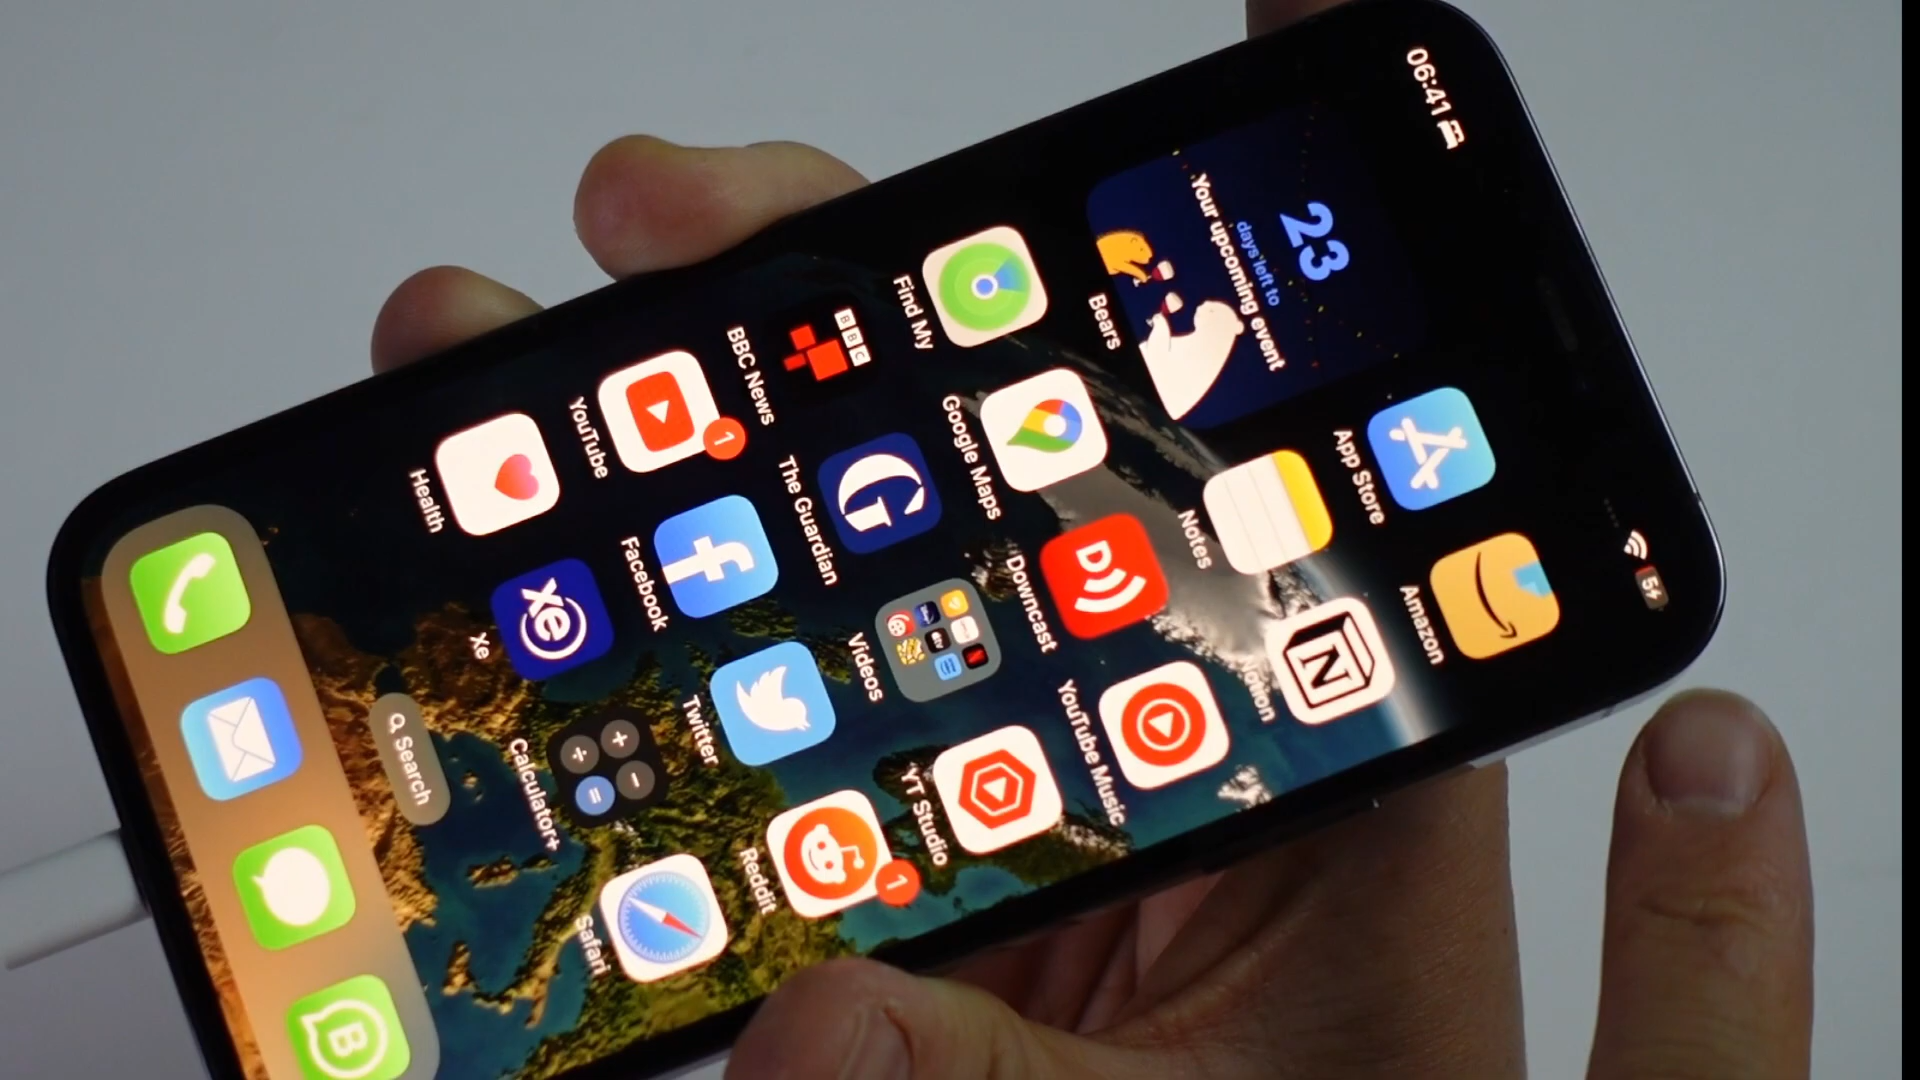 06:41
5
23
days left to
Your upcoming event
Bears
App Store
Amazon
Notes
Notion
Find My
Google Maps
Downcast
YouTube Music
BBC
BBC News
The Guardian
Videos
YT Studio
1
YouTube
Facebook
Twitter
1
Reddit
Health
xe
Xe
Calculator+
Safari
Search